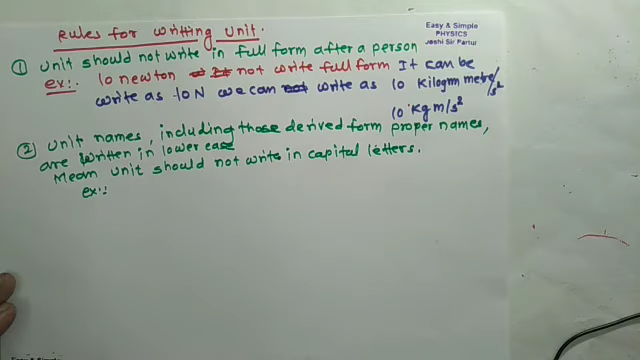 Rules for writting unit.
Easy & Simple
PHYSICS
Joshi Sir Partur
① unit should not write in full form after a person
ex:. 10 newton not write full form It can be
write as 10 N we can write as 10 Kilogram metre/s²
10 Kg m/s²
② unit names, including those derived form proper names,
are written in lower case
Mean unit should not write in capital letters.
ex:.
Easy & Simple